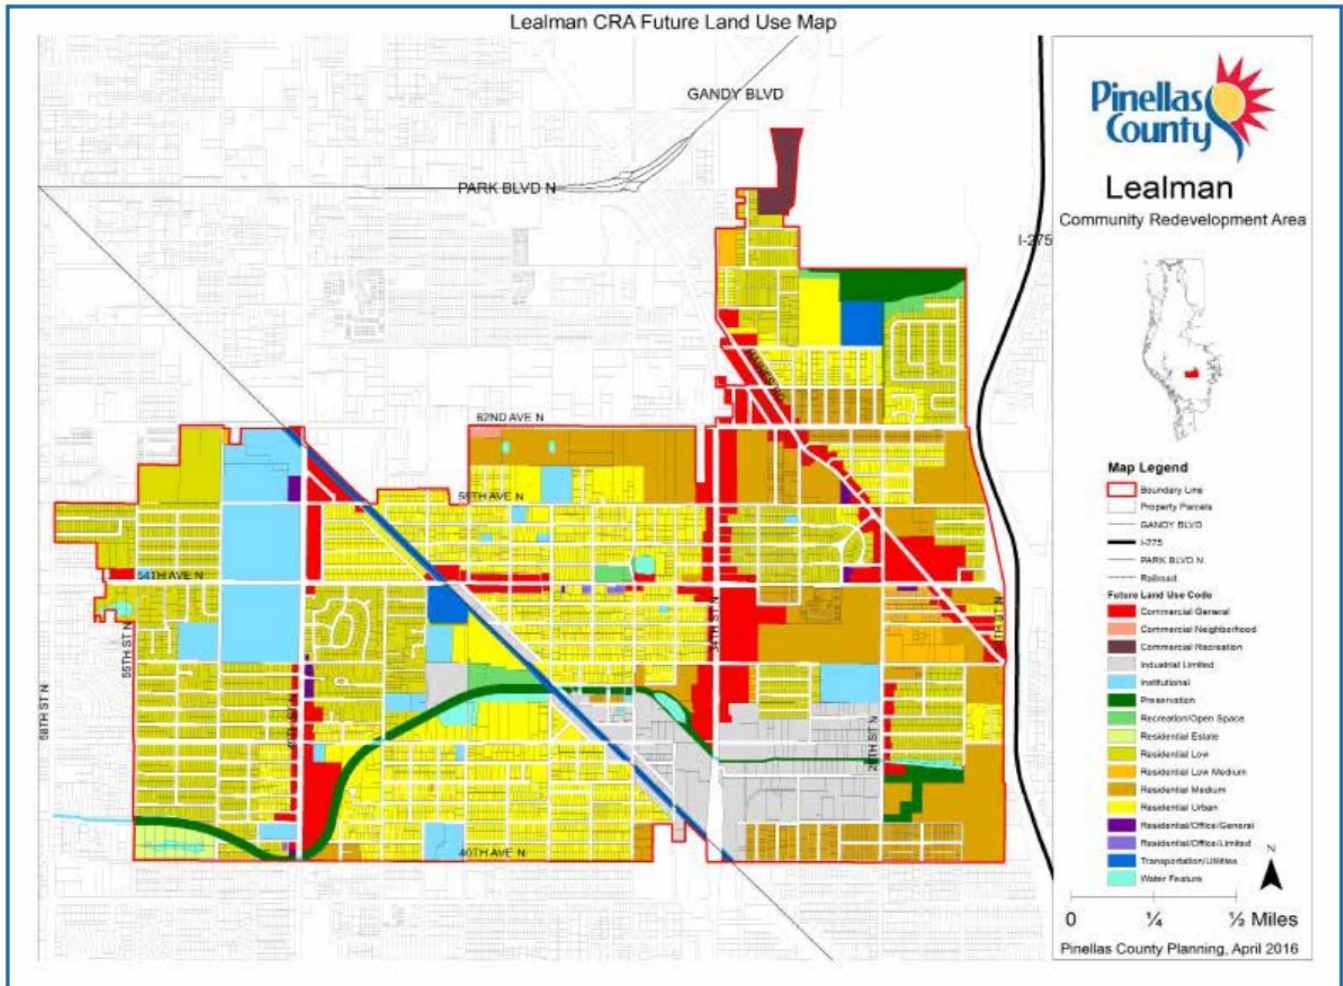 Lealman CRA Future Land Use Map
GANDY BLVD
PARK BLVD N
I-275
HAINES RD
62ND AVE N
58TH AVE N
54TH AVE N
55TH ST N
58TH ST N
49TH ST N
34TH ST N
28TH ST N
40TH AVE N
Pinellas
County
Lealman
Community Redevelopment Area
Map Legend
Boundary Line
Property Parcels
GANDY BLVD
I-275
PARK BLVD N
Railroad
Future Land Use Code
Commercial General
Commercial Neighborhood
Commercial Recreation
Industrial Limited
Institutional
Preservation
Recreation/Open Space
Residential Estate
Residential Low
Residential Low Medium
Residential Medium
Residential Urban
Residential/Office/General
Residential/Office/Limited
Transportation/Utilities
Water Feature
N
0 ¼ ½ Miles
Pinellas County Planning, April 2016